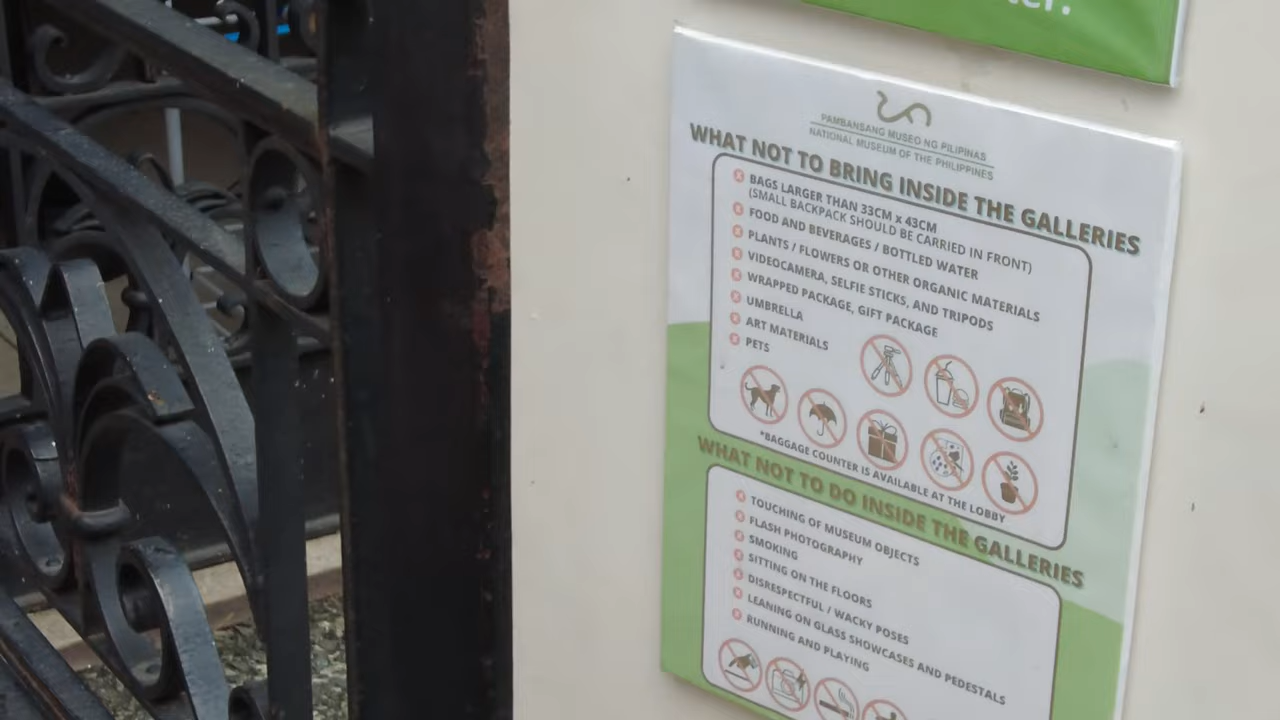 PAMBANSANG MUSEO NG PILIPINAS
NATIONAL MUSEUM OF THE PHILIPPINES
WHAT NOT TO BRING INSIDE THE GALLERIES
BAGS LARGER THAN 33CM x 43CM
(SMALL BACKPACK SHOULD BE CARRIED IN FRONT)
FOOD AND BEVERAGES / BOTTLED WATER
PLANTS / FLOWERS OR OTHER ORGANIC MATERIALS
VIDEOCAMERA, SELFIE STICKS, AND TRIPODS
WRAPPED PACKAGE, GIFT PACKAGE
UMBRELLA
ART MATERIALS
PETS
*BAGGAGE COUNTER IS AVAILABLE AT THE LOBBY
WHAT NOT TO DO INSIDE THE GALLERIES
TOUCHING OF MUSEUM OBJECTS
FLASH PHOTOGRAPHY
SMOKING
SITTING ON THE FLOORS
DISRESPECTFUL / WACKY POSES
LEANING ON GLASS SHOWCASES AND PEDESTALS
RUNNING AND PLAYING